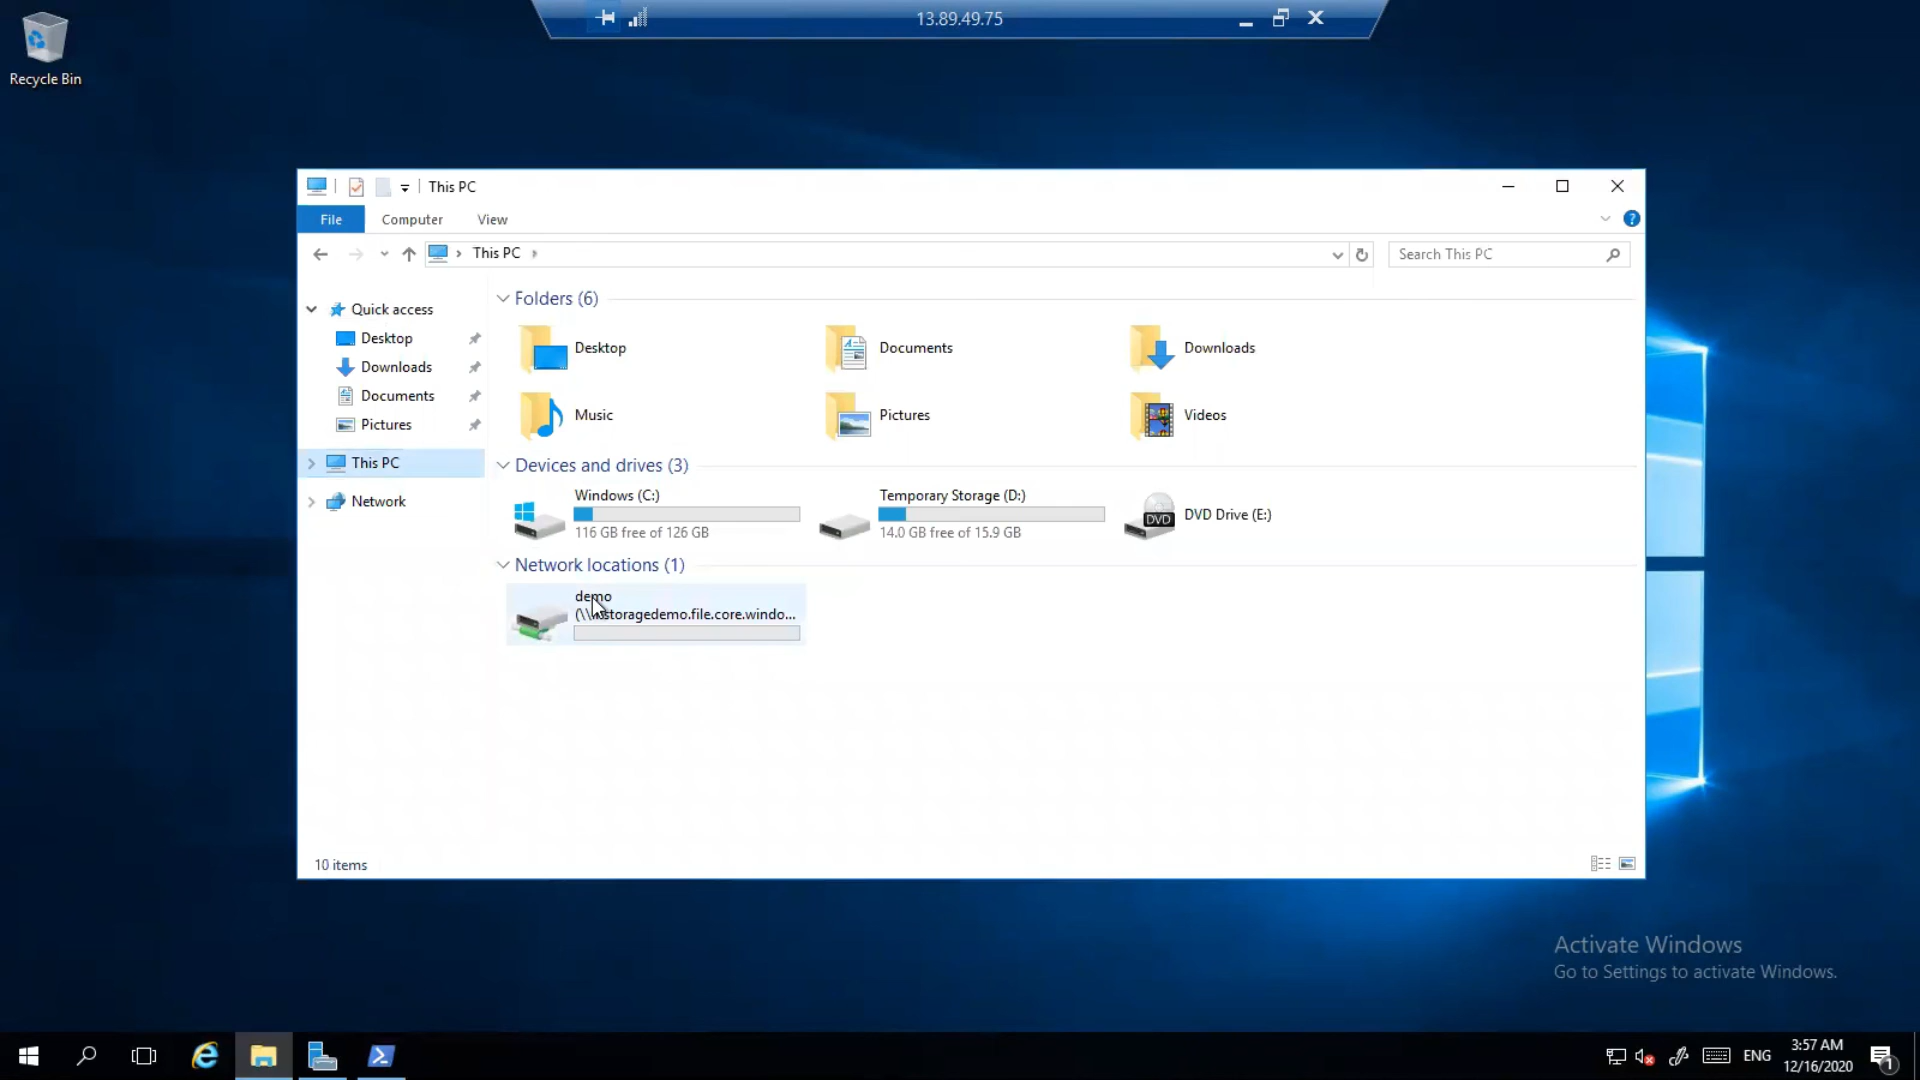 13.89.49.75
Recycle Bin
This PC
File
Computer
View
This PC
Search This PC
Quick access
Desktop
Downloads
Documents
Pictures
This PC
Network
Folders (6)
Desktop
Documents
Downloads
Music
Pictures
Videos
Devices and drives (3)
Windows (C:)
116 GB free of 126 GB
Temporary Storage (D:)
14.0 GB free of 15.9 GB
DVD
DVD Drive (E:)
Network locations (1)
demo
10 items
Activate Windows
Go to Settings to activate Windows.
ENG
3:57 AM
12/16/2020
1